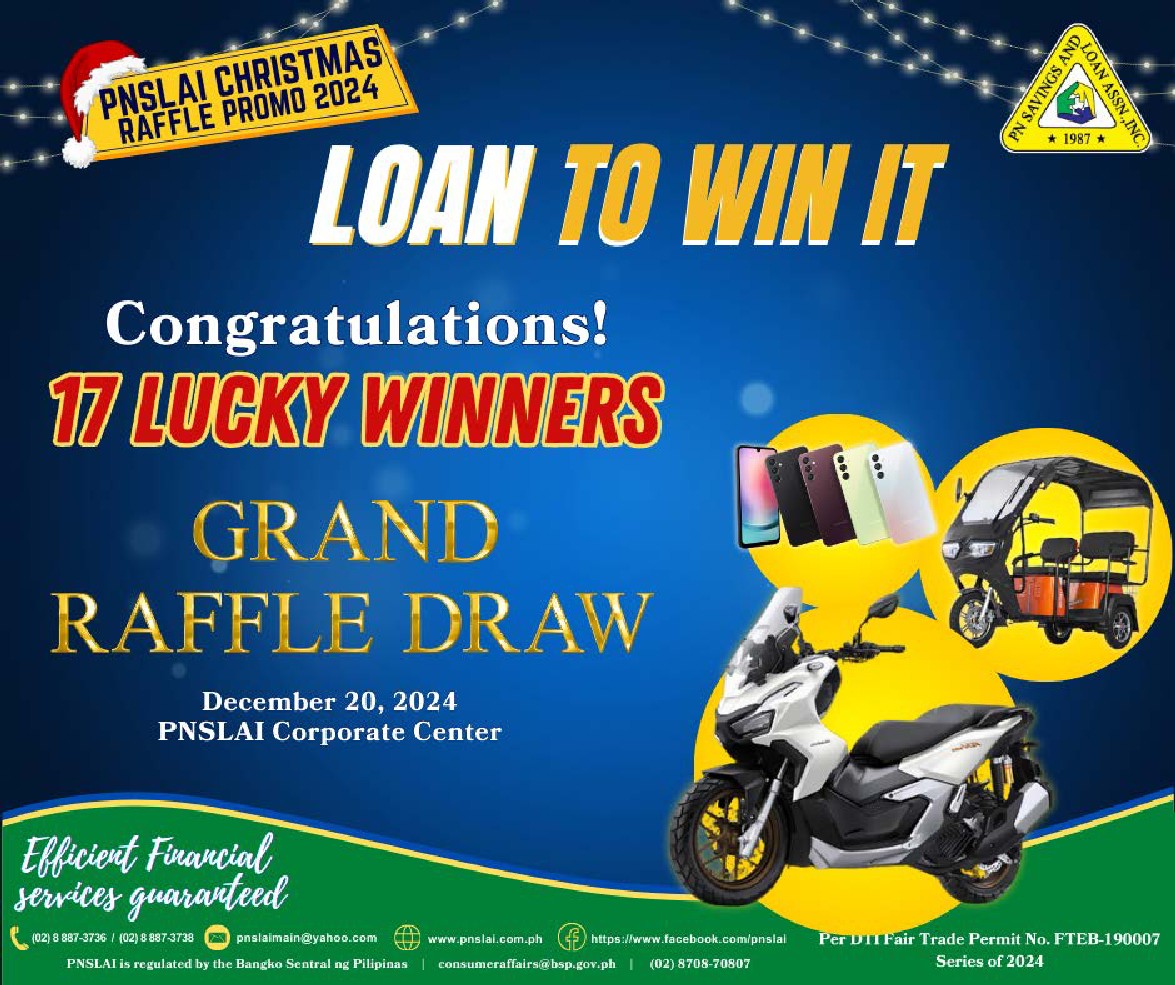 PNSLAI CHRISTMAS
RAFFLE PROMO 2024
PN SAVINGS AND LOAN ASSN., INC.
★ 1987 ★
LOAN TO WIN IT
Congratulations!
17 LUCKY WINNERS
GRAND
RAFFLE DRAW
December 20, 2024
PNSLAI Corporate Center
Efficient Financial
services guaranteed
(02) 8 887-3736 / (02) 8 887-3738 pnslaimain@yahoo.com www.pnslai.com.ph https://www.facebook.com/pnslai
PNSLAI is regulated by the Bangko Sentral ng Pilipinas | consumeraffairs@bsp.gov.ph | (02) 8708-70807
Per DTI Fair Trade Permit No. FTEB-190007
Series of 2024